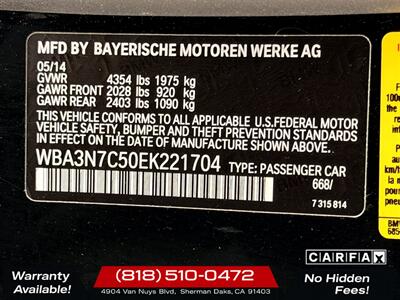 MFD BY BAYERISCHE MOTOREN WERKE AG
05/14
GVWR 4354 lbs 1975 kg
GAWR FRONT 2028 lbs 920 kg
GAWR REAR 2403 lbs 1090 kg
THIS VEHICLE CONFORMS TO ALL APPLICABLE U.S.FEDERAL MOTOR
VEHICLE SAFETY, BUMPER, AND THEFT PREVENTION STANDARDS
IN EFFECT ON THE DATE OF MANUFACTURE SHOWN ABOVE.
WBA3N7C50EK221704 TYPE: PASSENGER CAR
668/
7 315 814
BMW
Warranty
Available!
(818) 510-0472
4904 Van Nuys Blvd, Sherman Oaks, CA 91403
CARFAX
No Hidden
Fees!